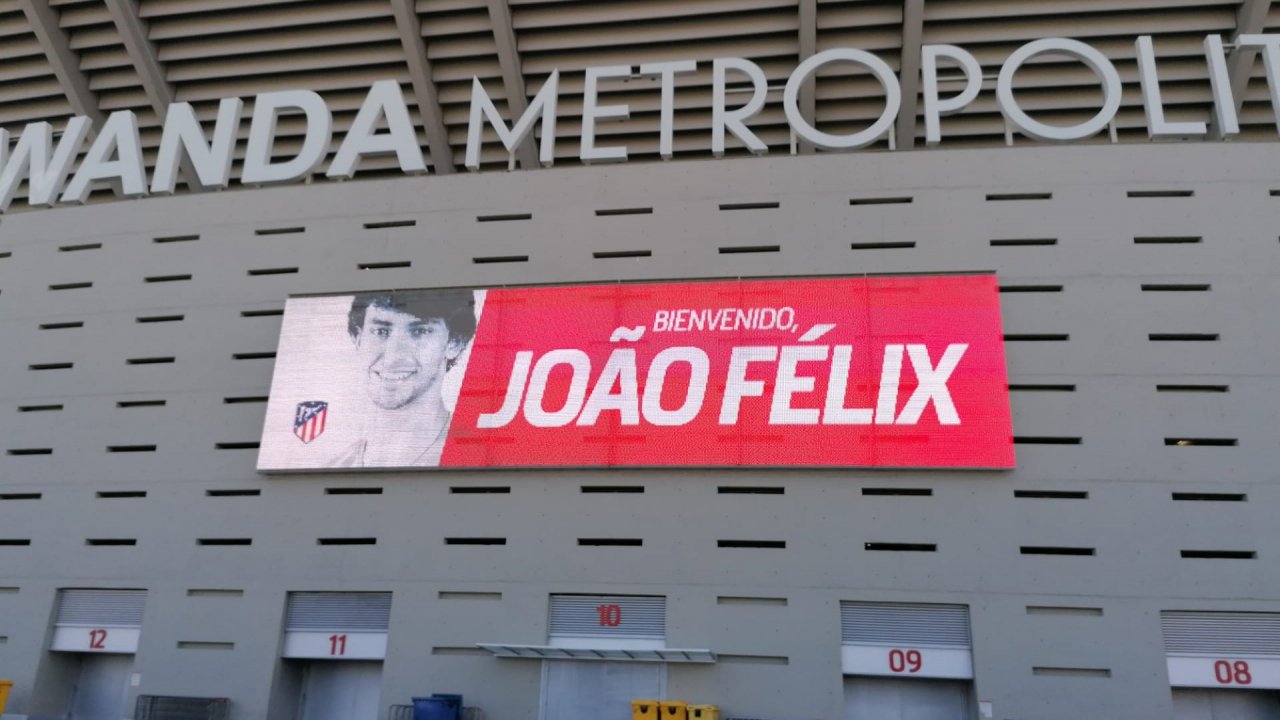 WANDA METROPOLIT
BIENVENIDO,
JOÃO FÉLIX
12
11
10
09
08